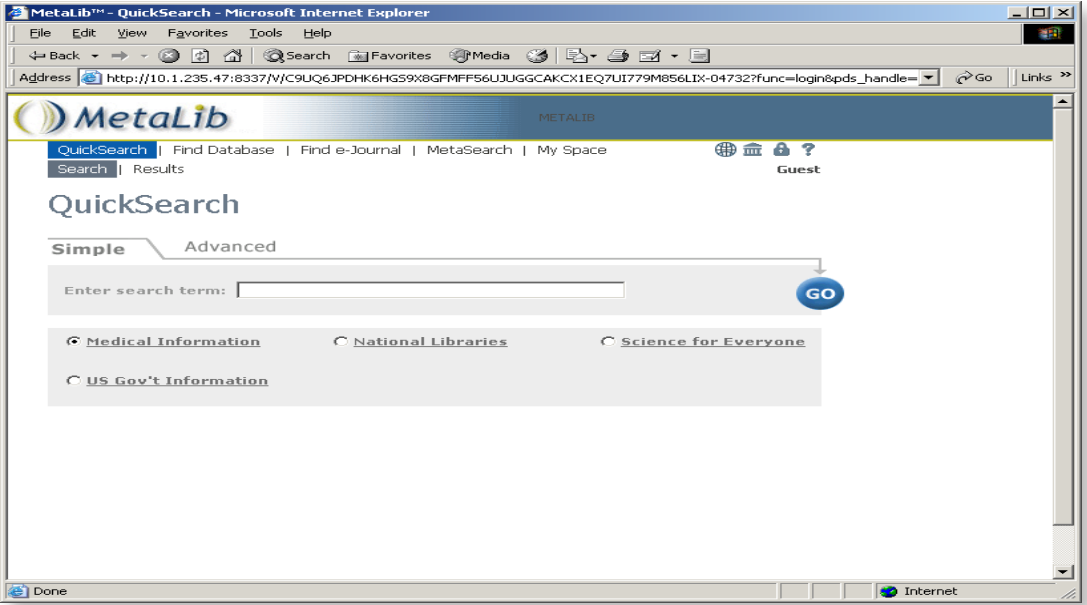 MetaLib™ - QuickSearch - Microsoft Internet Explorer
File Edit View Favorites Tools Help
Back Search Favorites Media
Address http://10.1.235.47:8337/V/C9UQ6JPDHK6HGS9X8GFMFF56UJUGGCAKCX1EQ7UI779M856LIX-04732?func=login&pds_handle= Go Links »
MetaLib METALIB
QuickSearch | Find Database | Find e-Journal | MetaSearch | My Space ?
Search | Results Guest
QuickSearch
Simple Advanced
Enter search term: GO
Medical Information National Libraries Science for Everyone
US Gov't Information
Done Internet